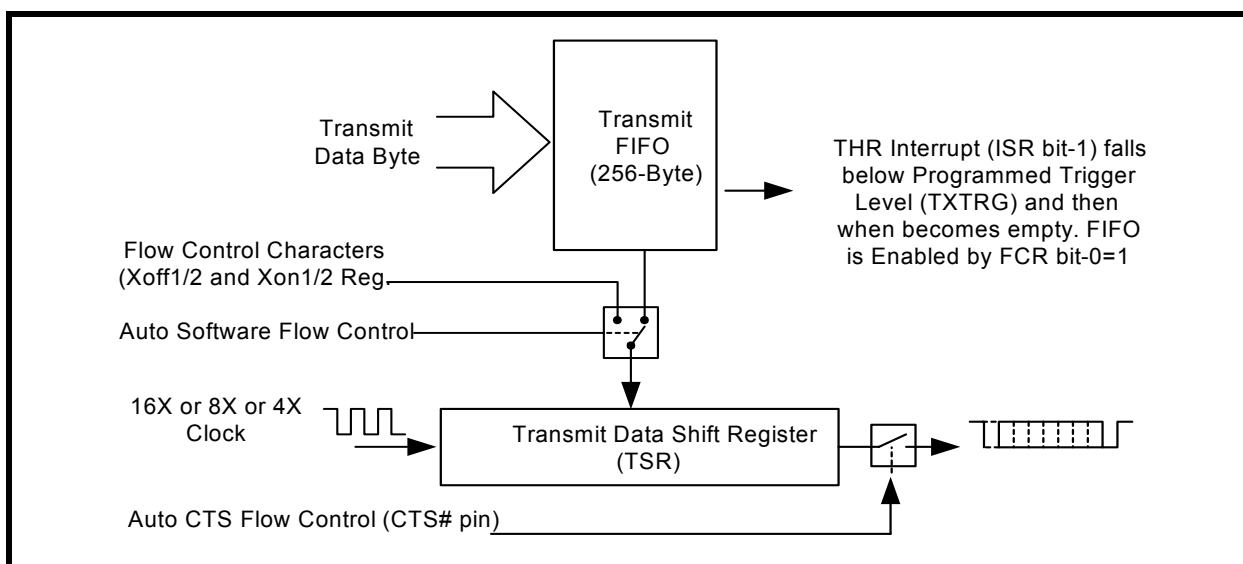 Transmit
Data Byte
Transmit
FIFO
(256-Byte)
THR Interrupt (ISR bit-1) falls
below Programmed Trigger
Level (TXTRG) and then
when becomes empty. FIFO
is Enabled by FCR bit-0=1
Flow Control Characters
(Xoff1/2 and Xon1/2 Reg.
Auto Software Flow Control
16X or 8X or 4X
Clock
Transmit Data Shift Register
(TSR)
Auto CTS Flow Control (CTS# pin)